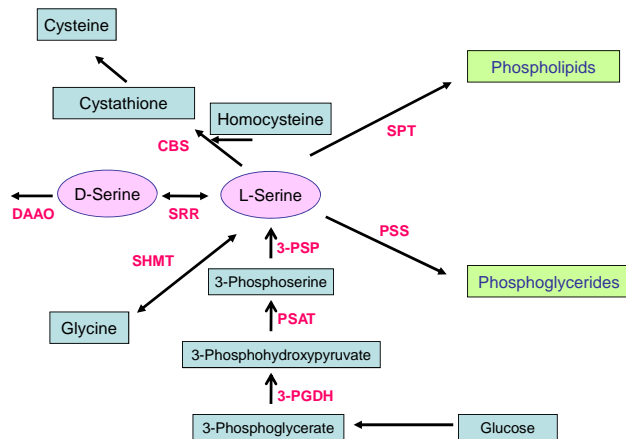 Cysteine
Phospholipids
Cystathione
Homocysteine
SPT
CBS
D-Serine
L-Serine
DAAO
SRR
PSS
3-PSP
SHMT
3-Phosphoserine
Phosphoglycerides
PSAT
Glycine
3-Phosphohydroxypyruvate
3-PGDH
3-Phosphoglycerate
Glucose